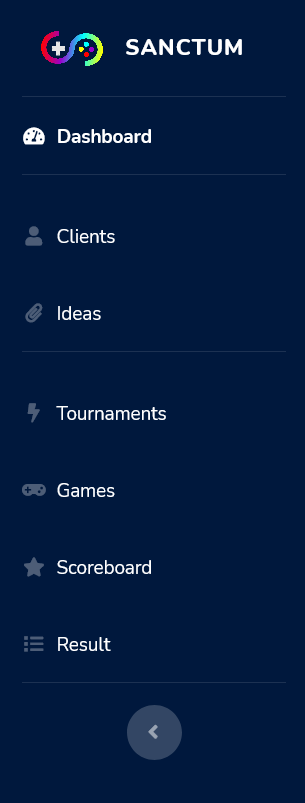 SANCTUM
Dashboard
Clients
Ideas
Tournaments
Games
Scoreboard
Result